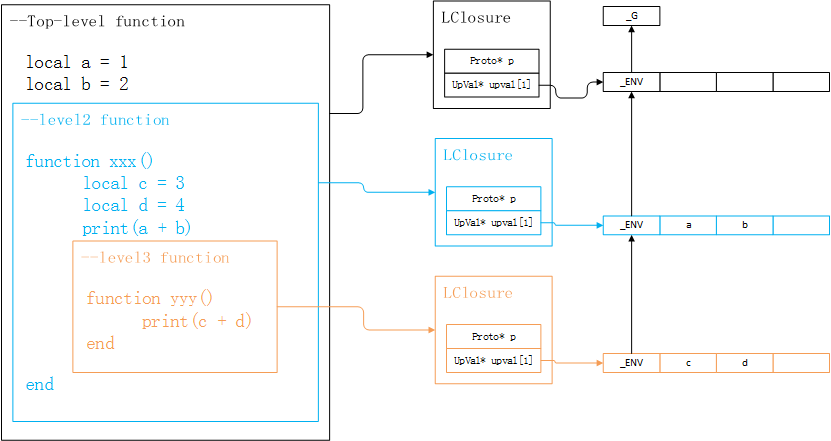 --Top-level function
local a = 1
local b = 2
--level2 function
function xxx()
local c = 3
local d = 4
print(a + b)
--level3 function
function yyy()
print(c + d)
end
end
LClosure
Proto* p
UpVal* upval[1]
LClosure
Proto* p
UpVal* upval[1]
LClosure
Proto* p
UpVal* upval[1]
_G
_ENV
_ENV a b
_ENV c d